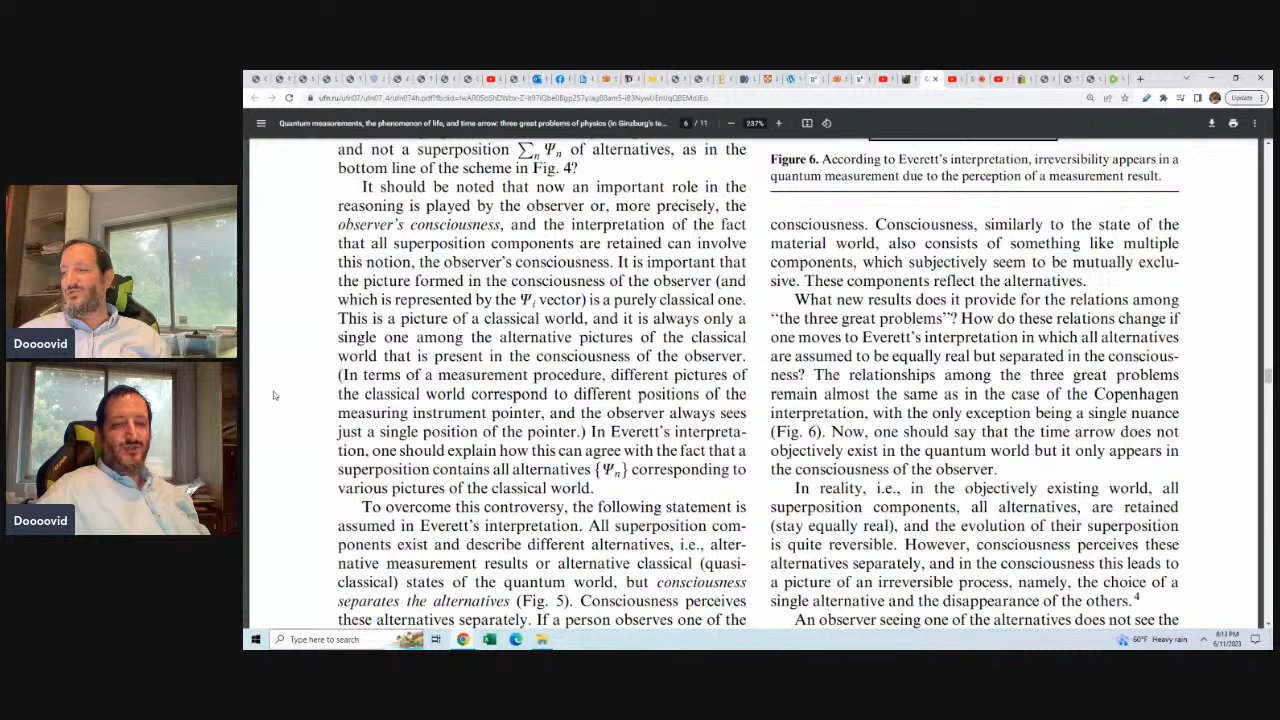 ufn.ru/ufn07/ufn07_4/ufn074h.pdf?fbclid=
Update
Quantum measurements, the phenomenon of life, and time arrow: three great problems of physics (in Ginzburg's te...
6 / 11
237%
and not a superposition ∑n Ψn of alternatives, as in the
bottom line of the scheme in Fig. 4?
It should be noted that now an important role in the
reasoning is played by the observer or, more precisely, the
observer's consciousness, and the interpretation of the fact
that all superposition components are retained can involve
this notion, the observer's consciousness. It is important that
the picture formed in the consciousness of the observer (and
which is represented by the Ψi vector) is a purely classical one.
This is a picture of a classical world, and it is always only a
single one among the alternative pictures of the classical
world that is present in the consciousness of the observer.
(In terms of a measurement procedure, different pictures of
the classical world correspond to different positions of the
measuring instrument pointer, and the observer always sees
just a single position of the pointer.) In Everett's interpreta-
tion, one should explain how this can agree with the fact that a
superposition contains all alternatives {Ψn} corresponding to
various pictures of the classical world.
To overcome this controversy, the following statement is
assumed in Everett's interpretation. All superposition com-
ponents exist and describe different alternatives, i.e., alter-
native measurement results or alternative classical (quasi-
classical) states of the quantum world, but consciousness
separates the alternatives (Fig. 5). Consciousness perceives
these alternatives separately. If a person observes one of the
Figure 6. According to Everett's interpretation, irreversibility appears in a
quantum measurement due to the perception of a measurement result.
consciousness. Consciousness, similarly to the state of the
material world, also consists of something like multiple
components, which subjectively seem to be mutually exclu-
sive. These components reflect the alternatives.
What new results does it provide for the relations among
“the three great problems”? How do these relations change if
one moves to Everett's interpretation in which all alternatives
are assumed to be equally real but separated in the conscious-
ness? The relationships among the three great problems
remain almost the same as in the case of the Copenhagen
interpretation, with the only exception being a single nuance
(Fig. 6). Now, one should say that the time arrow does not
objectively exist in the quantum world but it only appears in
the consciousness of the observer.
In reality, i.e., in the objectively existing world, all
superposition components, all alternatives, are retained
(stay equally real), and the evolution of their superposition
is quite reversible. However, consciousness perceives these
alternatives separately, and in the consciousness this leads to
a picture of an irreversible process, namely, the choice of a
single alternative and the disappearance of the others. 4
An observer seeing one of the alternatives does not see the
Doooovid
Doooovid
Type here to search
60°F Heavy rain
8:13 PM
6/11/2023